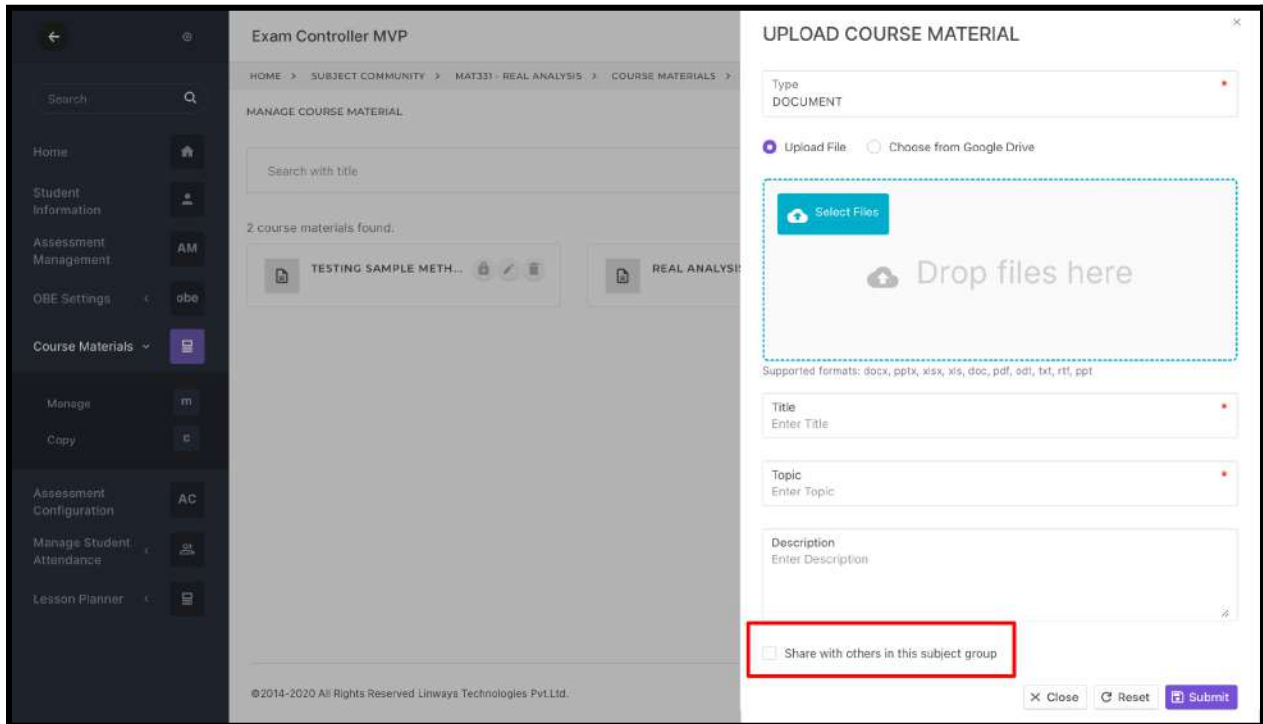 Exam Controller MVP
HOME > SUBJECT COMMUNITY > MAT331 - REAL ANALYSIS > COURSE MATERIALS >
MANAGE COURSE MATERIAL
Search
Home
Student
Information
Assessment
Management
AM
OBE Settings
obe
Course Materials
Manage
m
Copy
c
Assessment
Configuration
AC
Manage Student
Attendance
Lesson Planner
Search with title
2 course materials found.
TESTING SAMPLE METH...
REAL ANALYSIS
©2014-2020 All Rights Reserved Linways Technologies Pvt.Ltd.
UPLOAD COURSE MATERIAL
Type
*
DOCUMENT
Upload File
Choose from Google Drive
Select Files
Drop files here
Supported formats: docx, pptx, xlsx, xls, doc, pdf, odt, txt, rtf, ppt
Title
*
Enter Title
Topic
*
Enter Topic
Description
Enter Description
Share with others in this subject group
Close
Reset
Submit